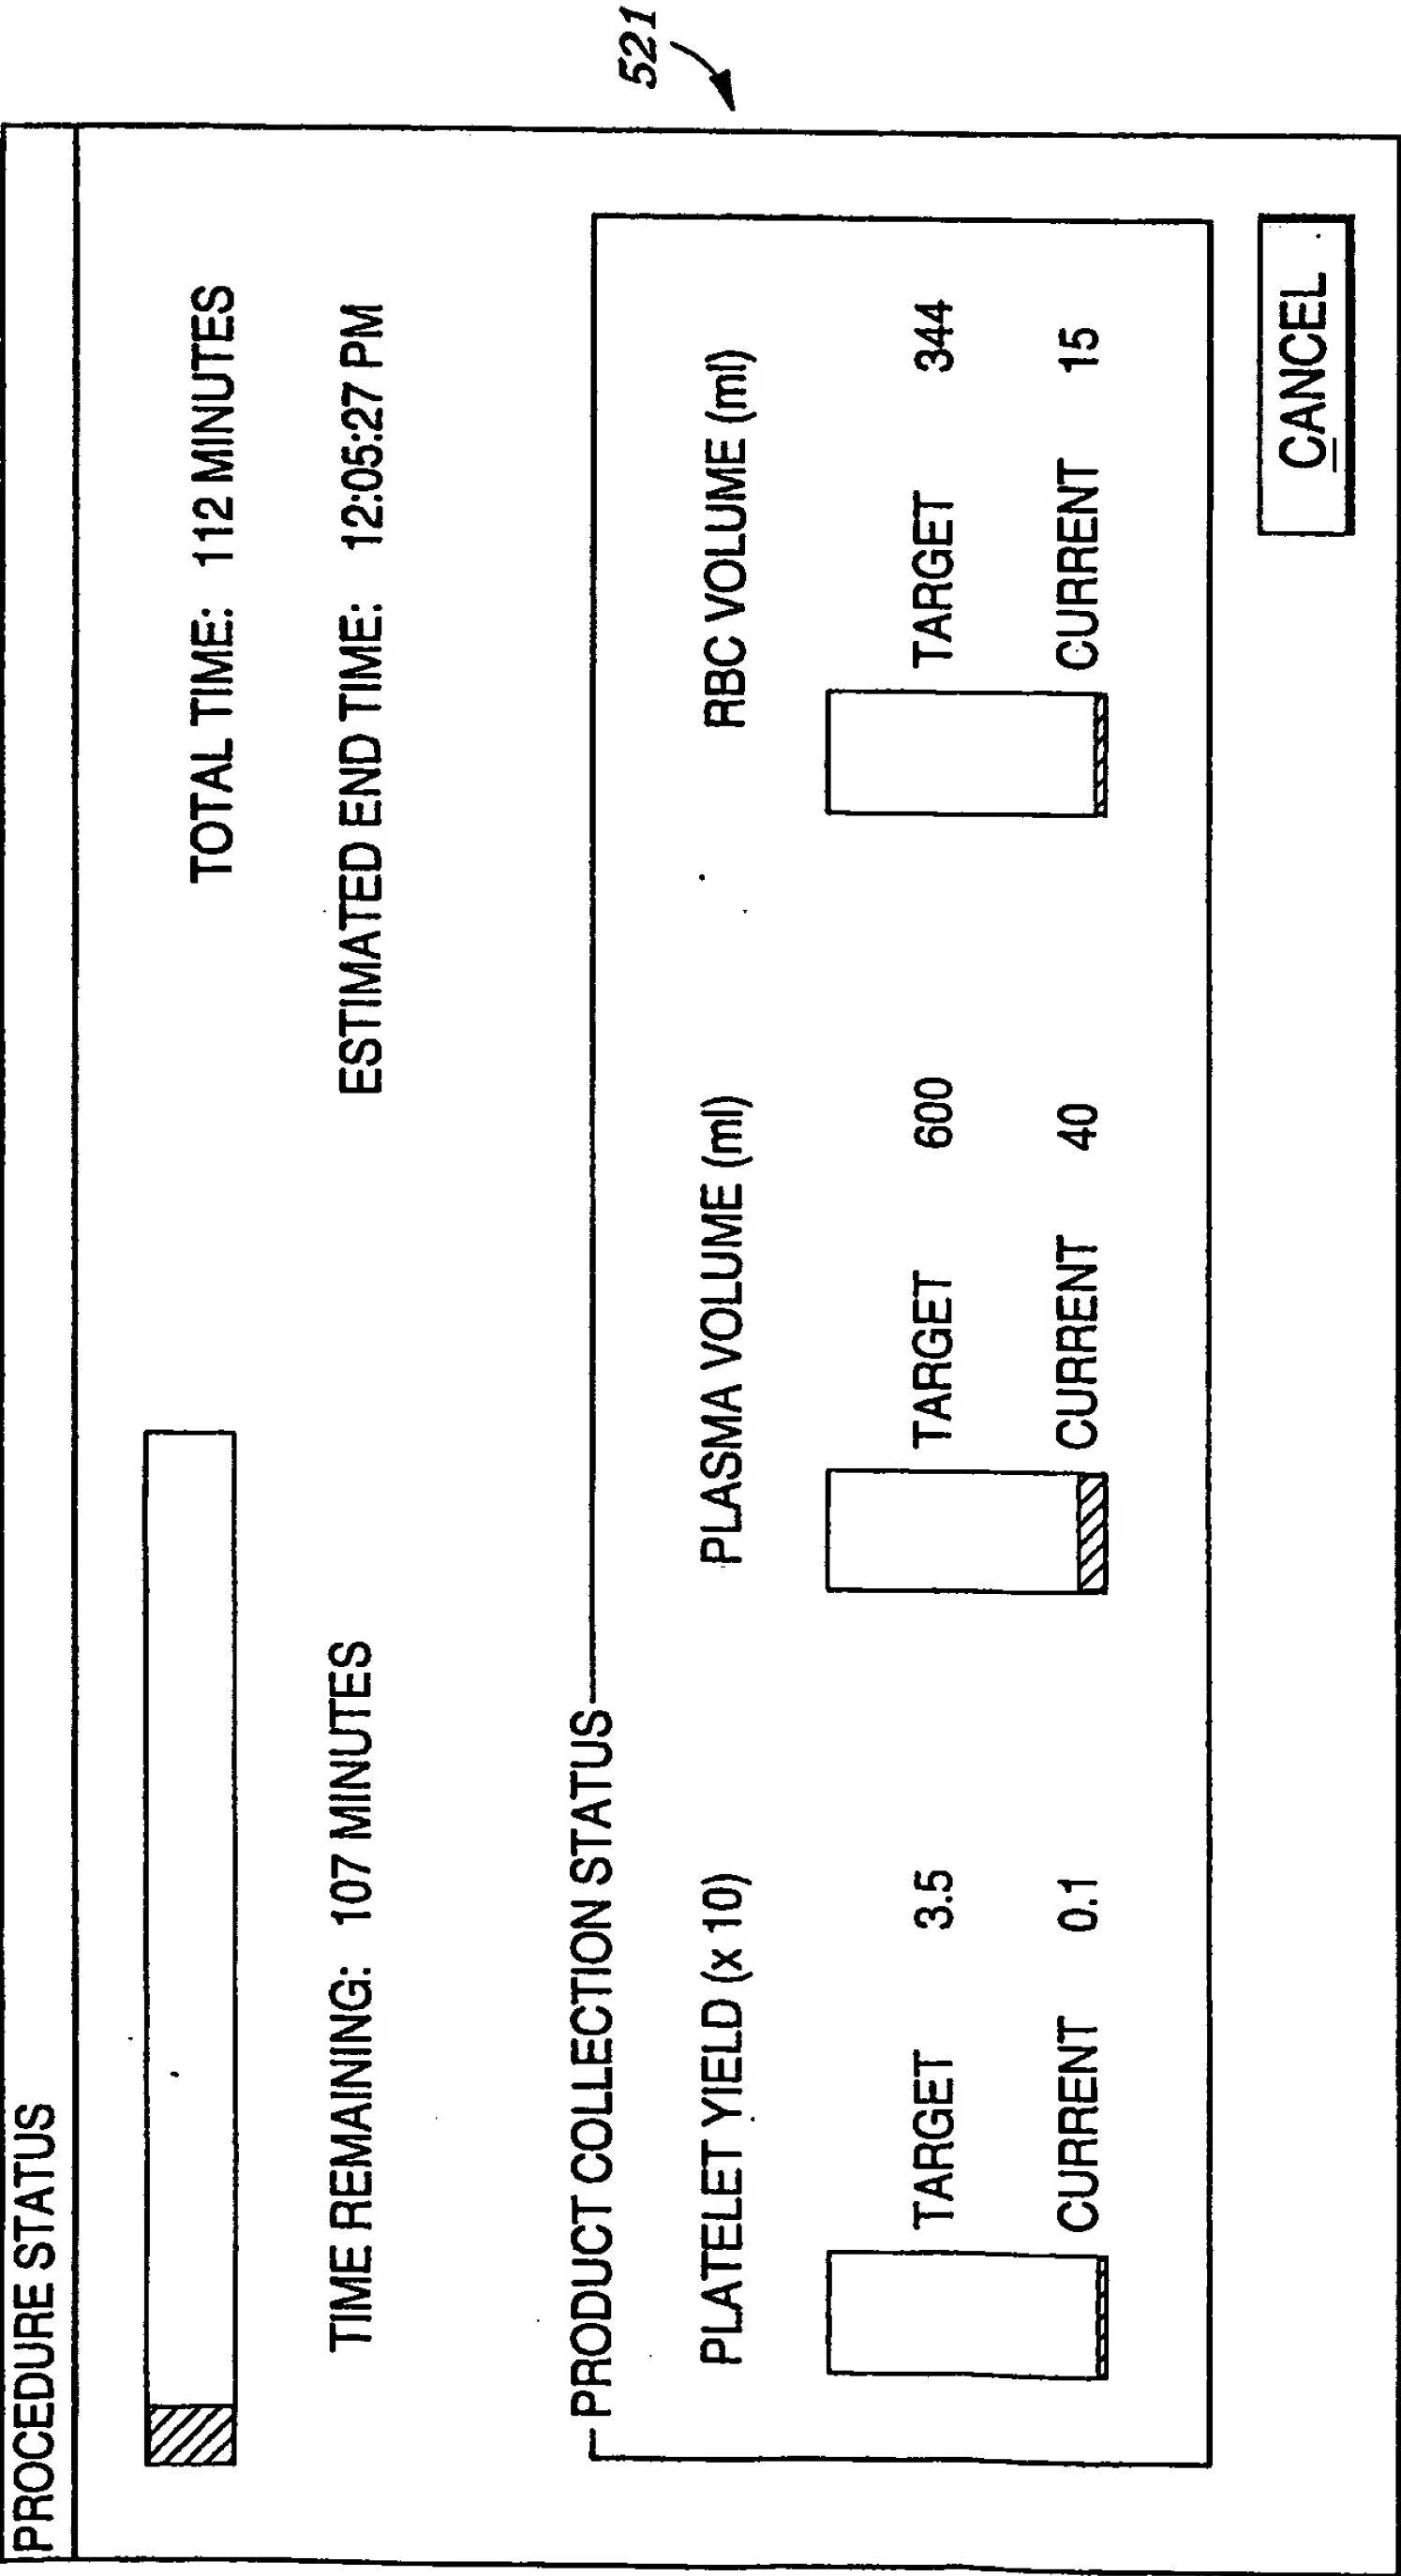 521
PROCEDURE STATUS
TOTAL TIME: 112 MINUTES
TIME REMAINING: 107 MINUTES
ESTIMATED END TIME: 12:05:27 PM
PRODUCT COLLECTION STATUS
PLATELET YIELD (x 10)
TARGET 3.5
CURRENT 0.1
PLASMA VOLUME (ml)
TARGET 600
CURRENT 40
RBC VOLUME (ml)
TARGET 344
CURRENT 15
CANCEL